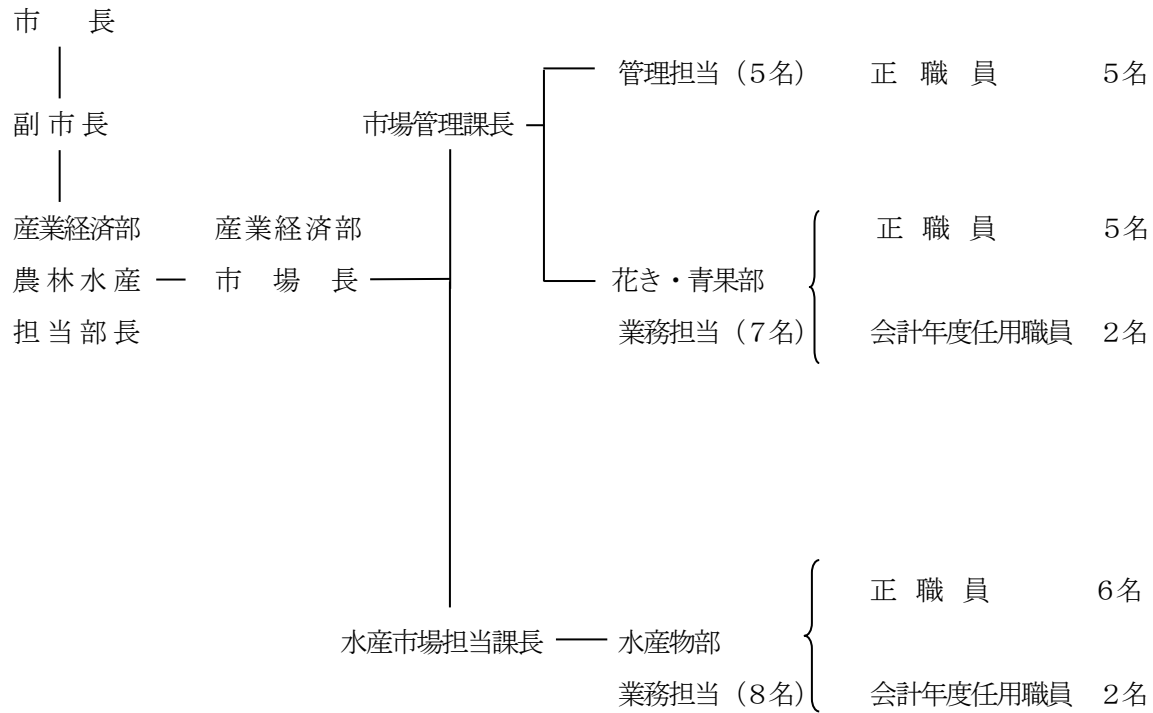 市　　長
管理担当（5名）　正　職　員　5名
副 市 長　市場管理課長
産業経済部　産業経済部　正　職　員　5名
農 林 水 産　市　場　長　花き・青果部
担 当 部 長　業務担当（7名）　会計年度任用職員　2名
正　職　員　6名
水産市場担当課長　水産物部
業務担当（8名）　会計年度任用職員　2名